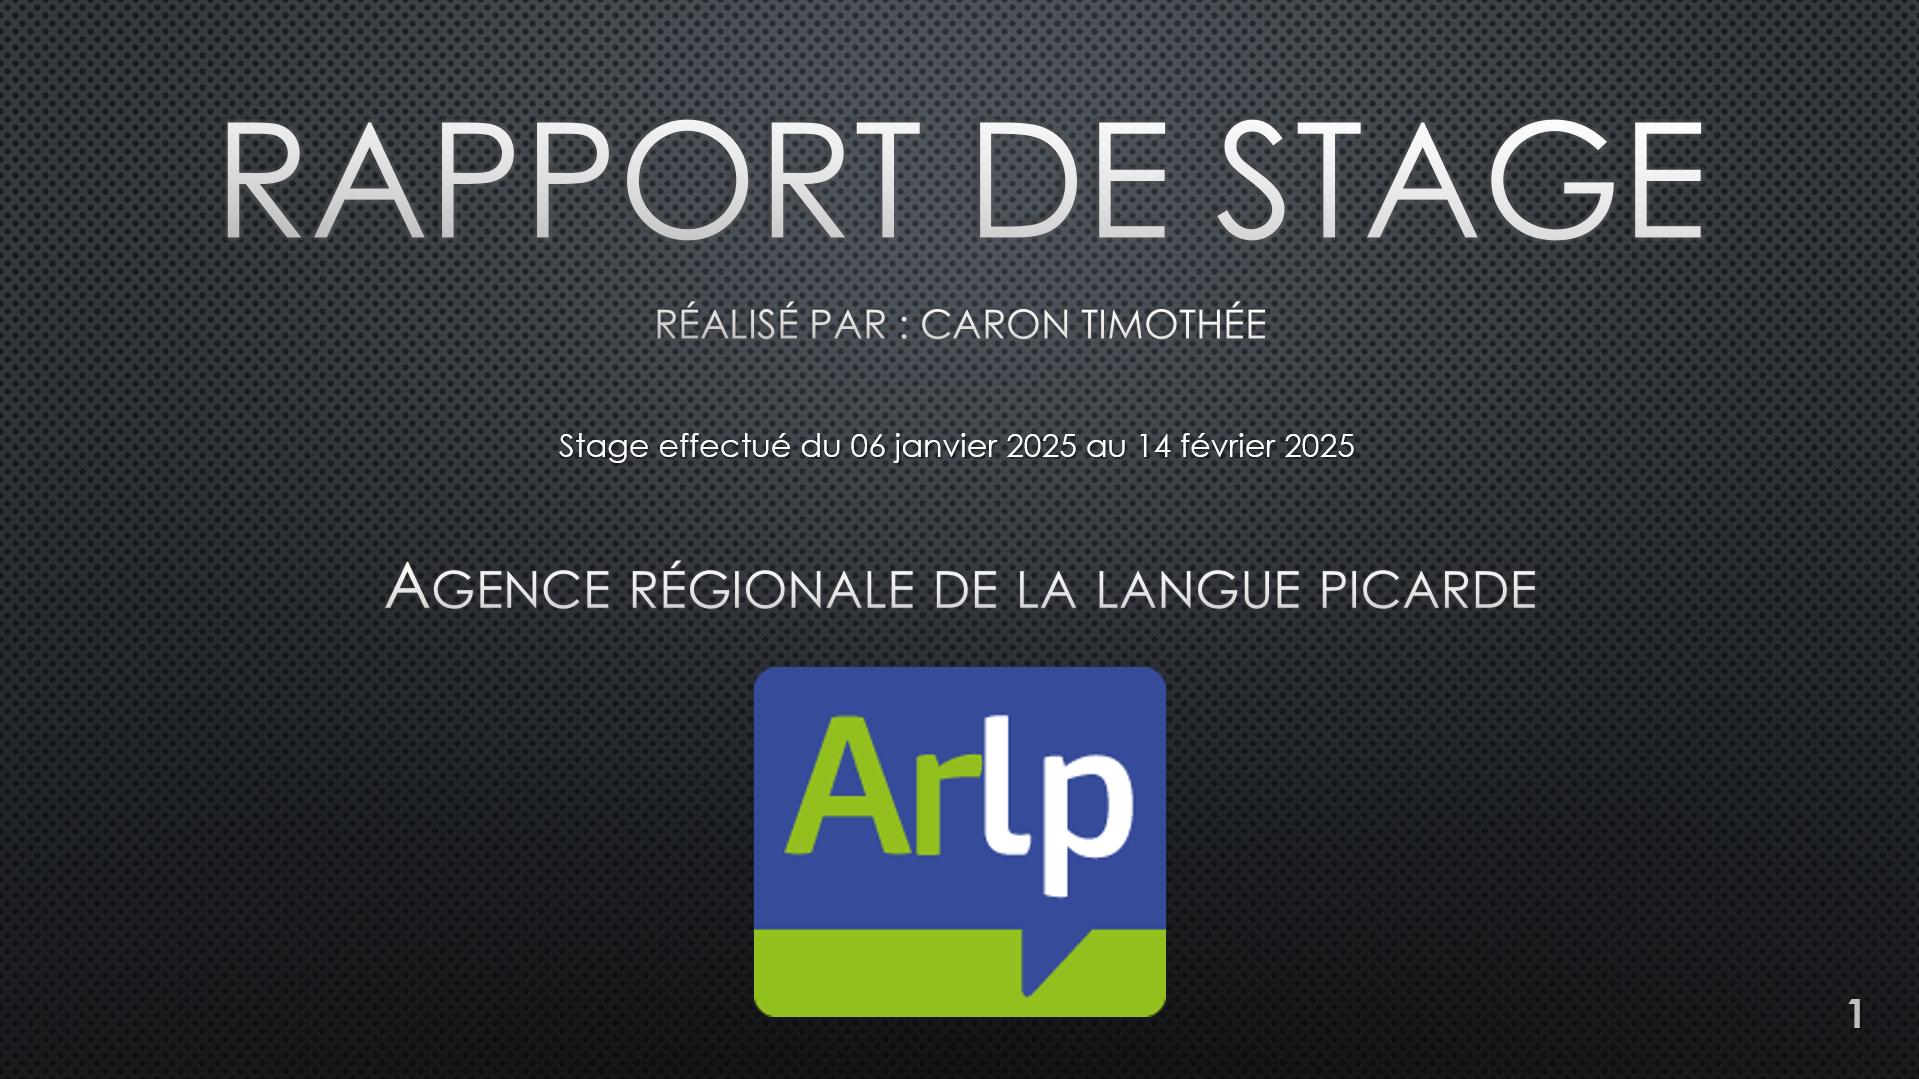 RAPPORT DE STAGE
RÉALISÉ PAR : CARON TIMOTHÉE
Stage effectué du 06 janvier 2025 au 14 février 2025
AGENCE RÉGIONALE DE LA LANGUE PICARDE
Arlp
1